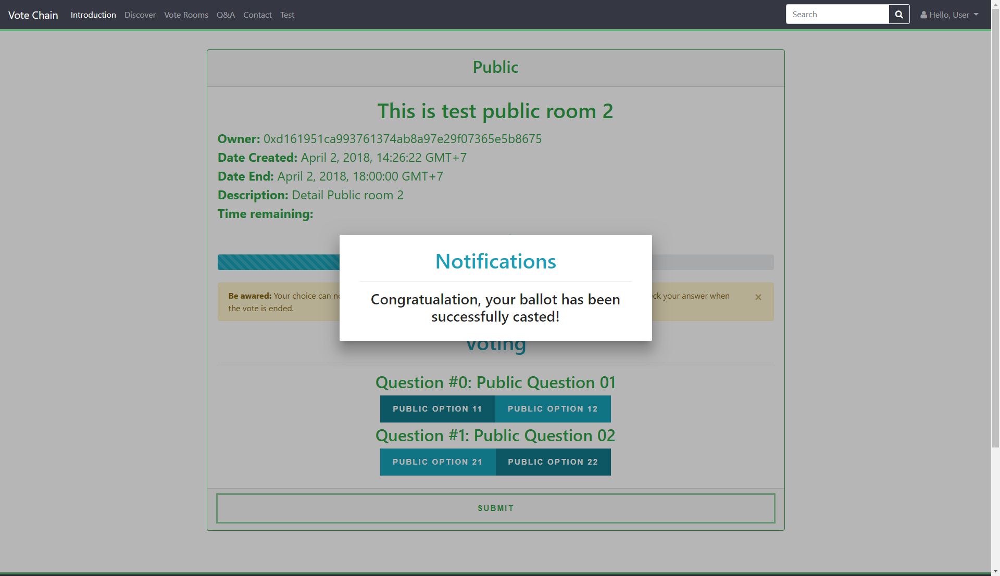 Vote Chain Introduction Discover Vote Rooms Q&A Contact Test Search Hello, User
Public
This is test public room 2
Owner: 0xd161951ca993761374ab8a97e29f07365e5b8675
Date Created: April 2, 2018, 14:26:22 GMT+7
Date End: April 2, 2018, 18:00:00 GMT+7
Description: Detail Public room 2
Time remaining:
Notifications
Congratualation, your ballot has been
successfully casted!
Be awared: Your choice can your answer when ×
the vote is ended.
Voting
Question #0: Public Question 01
PUBLIC OPTION 11 PUBLIC OPTION 12
Question #1: Public Question 02
PUBLIC OPTION 21 PUBLIC OPTION 22
SUBMIT